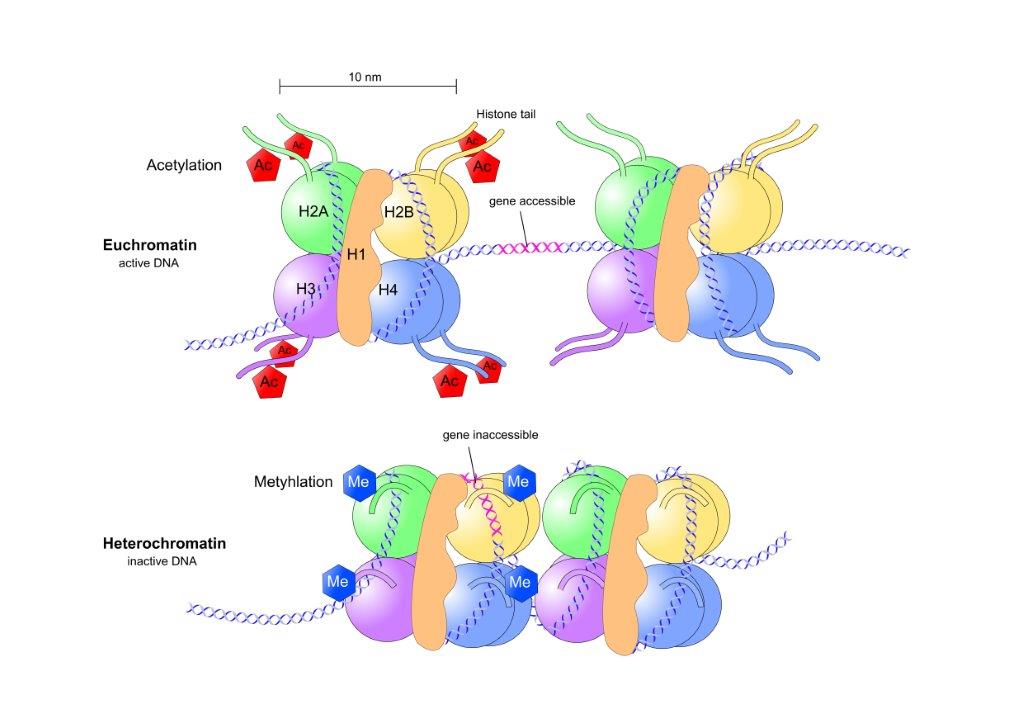 10 nm
Histone tail
Ac
Ac
Ac
Ac
Acetylation
H2A
H2B
gene accessible
Euchromatin
active DNA
H1
H3
H4
Ac
Ac
Ac
Ac
gene inaccessible
Metyhlation
Me
Me
Heterochromatin
inactive DNA
Me
Me